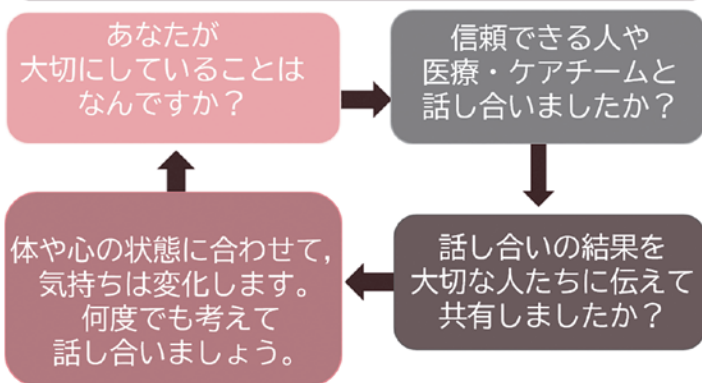 あなたが
大切にしていることは
なんですか？
信頼できる人や
医療・ケアチームと
話し合いましたか？
話し合いの結果を
大切な人たちに伝えて
共有しましたか？
体や心の状態に合わせて，
気持ちは変化します。
何度でも考えて
話し合いましょう。